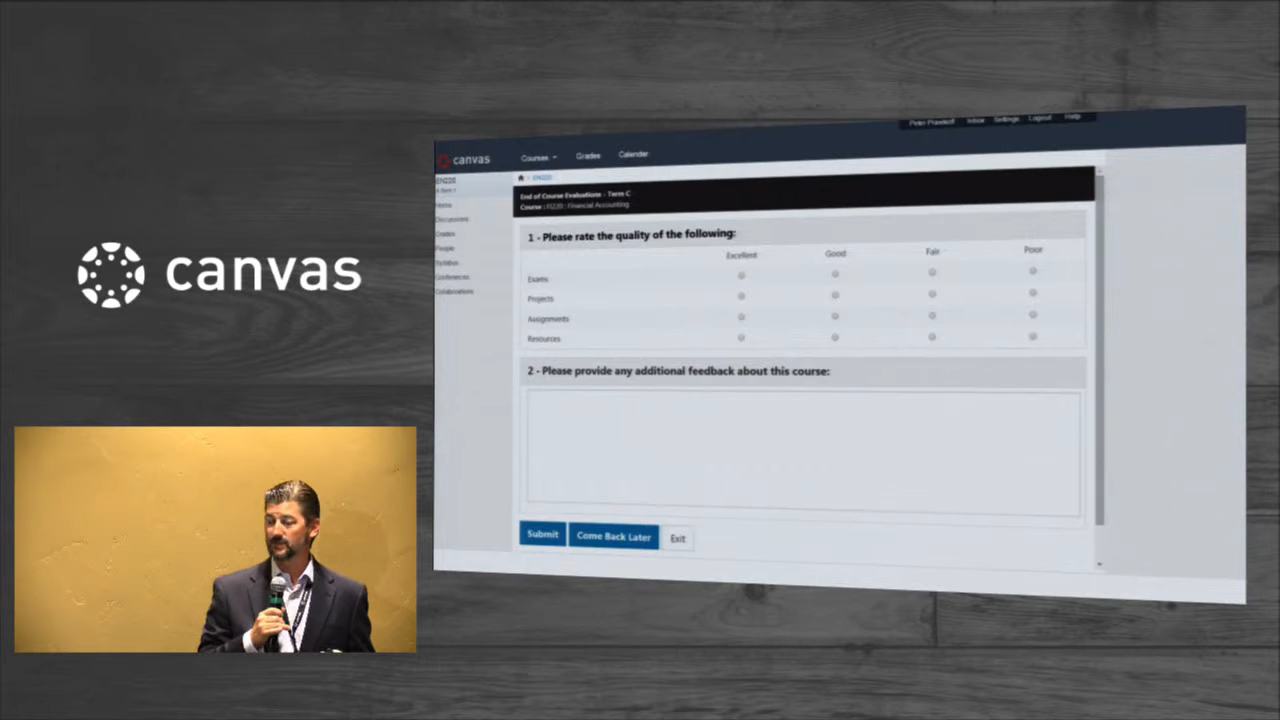 canvas
Inbox Settings Logout Help
canvas Courses Grades Calendar
EN220
Home
Discussions
Grades
People
Syllabus
Conferences
Collaborations
> EN220
End of Course Evaluations - Term C
Course : Financial Accounting
1 - Please rate the quality of the following:
Excellent Good Fair Poor
Exams
Projects
Assignments
Resources
2 - Please provide any additional feedback about this course:
Submit Come Back Later Exit